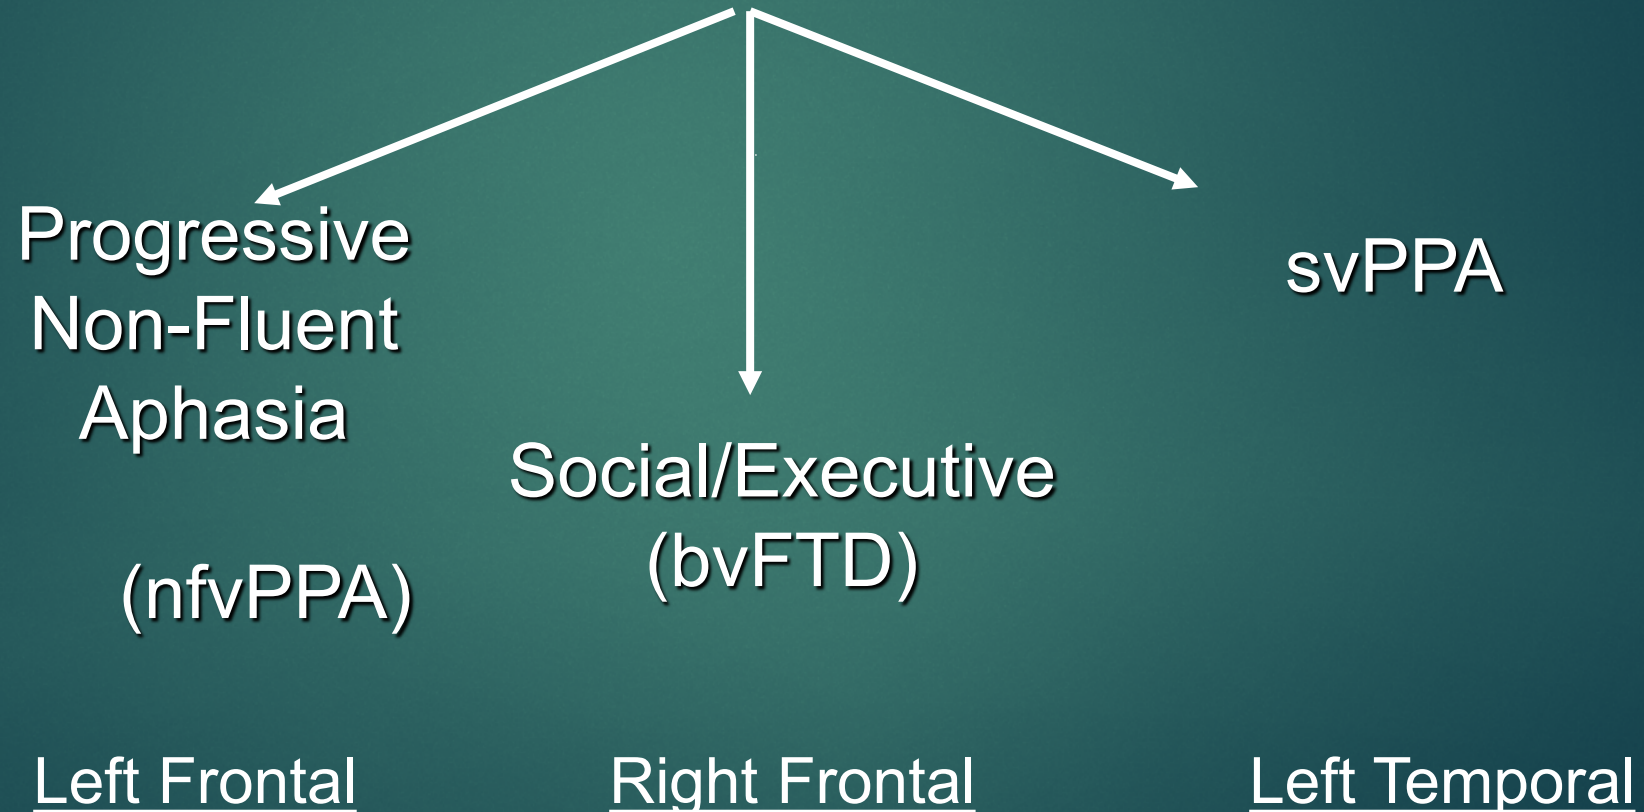 Progressive
Non-Fluent
Aphasia
(nfvPPA)
Social/Executive
(bvFTD)
svPPA
Left Frontal
Right Frontal
Left Temporal